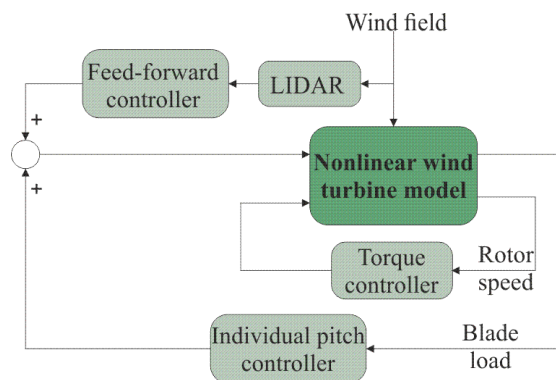 Wind field
Feed-forward
controller
LIDAR
+
Nonlinear wind
turbine model
+
Torque
controller
Rotor
speed
Individual pitch
controller
Blade
load